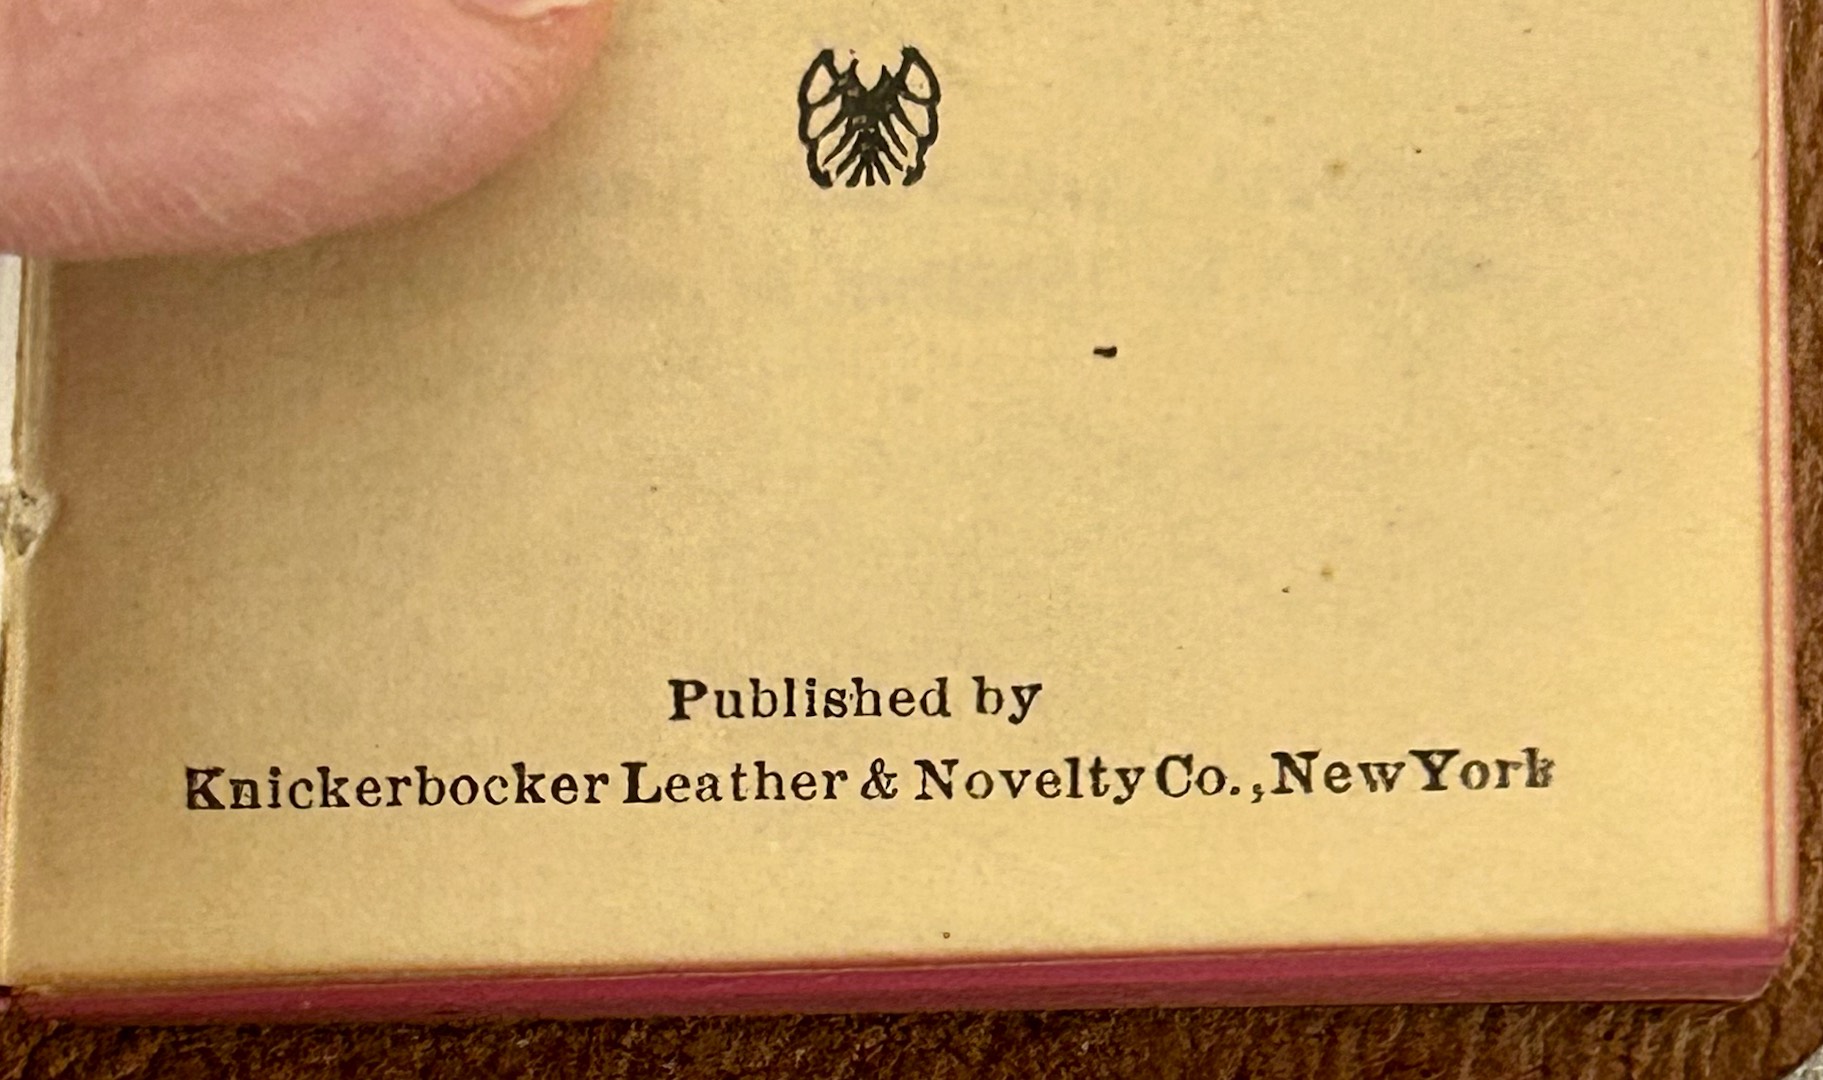 Published by
Knickerbocker Leather & Novelty Co., New York